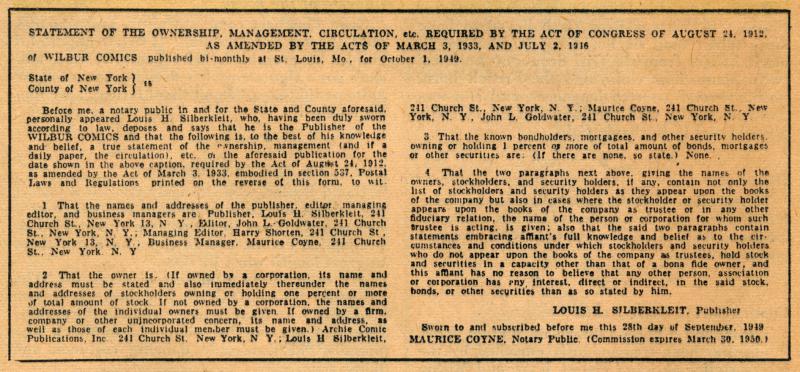 STATEMENT OF THE OWNERSHIP, MANAGEMENT, CIRCULATION, etc. REQUIRED BY THE ACT OF CONGRESS OF AUGUST 24, 1912,
AS AMENDED BY THE ACTS OF MARCH 3, 1933, AND JULY 2, 1946
of WILBUR COMICS published bi-monthly at St. Louis, Mo., for October 1, 1949.
State of New York } ss
County of New York }
Before me, a notary public in and for the State and County aforesaid,
personally appeared Louis H. Silberkleit, who, having been duly sworn
according to law, deposes and says that he is the Publisher of the
WILBUR COMICS and that the following is, to the best of his knowledge
and belief, a true statement of the ownership, management (and if a
daily paper, the circulation), etc. of the aforesaid publication for the
date shown in the above caption, required by the Act of August 24, 1912,
as amended by the Act of March 3, 1933, embodied in section 537, Postal
Laws and Regulations printed on the reverse of this form, to wit.
1 That the names and addresses of the publisher, editor, managing
editor, and business managers are. Publisher, Louis H. Silberkleit, 241
Church St., New York 13, N. Y., Editor, John L. Goldwater, 241 Church
St., New York, N. Y; Managing Editor, Harry Shorten, 241 Church St.,
New York 13, N. Y., Business Manager, Maurice Coyne, 241 Church
St., New York N. Y
2 That the owner is. (If owned by a corporation, its name and
address must be stated and also immediately thereunder the names
and addresses of stockholders owning or holding one percent or more
of total amount of stock. If not owned by a corporation, the names and
addresses of the individual owners must be given. If owned by a firm,
company or other unincorporated concern, its name and address, as
well as those of each individual member must be given.) Archie Comic
Publications, Inc. 241 Church St. New York, N Y.; Louis H Silberkleit,
241 Church St., New York, N. Y.; Maurice Coyne, 241 Church St., New
York, N. Y, John L. Goldwater, 241 Church St., New York, N. Y
3 That the known bondholders, mortgagees, and other security holders,
owning or holding 1 percent or more of total amount of bonds, mortgages
or other securities are: (If there are none, so state.) None.
4 That the two paragraphs next above, giving the names of the
owners, stockholders, and security holders, if any, contain not only the
list of stockholders and security holders as they appear upon the books
of the company but also in cases where the stockholder or security holder
appears upon the books of the company as trustee or in any other
fiduciary relation, the name of the person or corporation for whom such
trustee is acting, is given; also that the said two paragraphs contain
statements embracing affiant's full knowledge and belief as to the cir-
cumstances and conditions under which stockholders and security holders
who do not appear upon the books of the company as trustees, hold stock
and securities in a capacity other than that of a bona fide owner, and
this affiant has no reason to believe that any other person, association
or corporation has any interest, direct or indirect, in the said stock,
bonds, or other securities than as so stated by him.
LOUIS H. SILBERKLEIT, Publisher
Sworn to and subscribed before me this 28th day of September, 1949
MAURICE COYNE, Notary Public. (Commission expires March 30, 1950.)